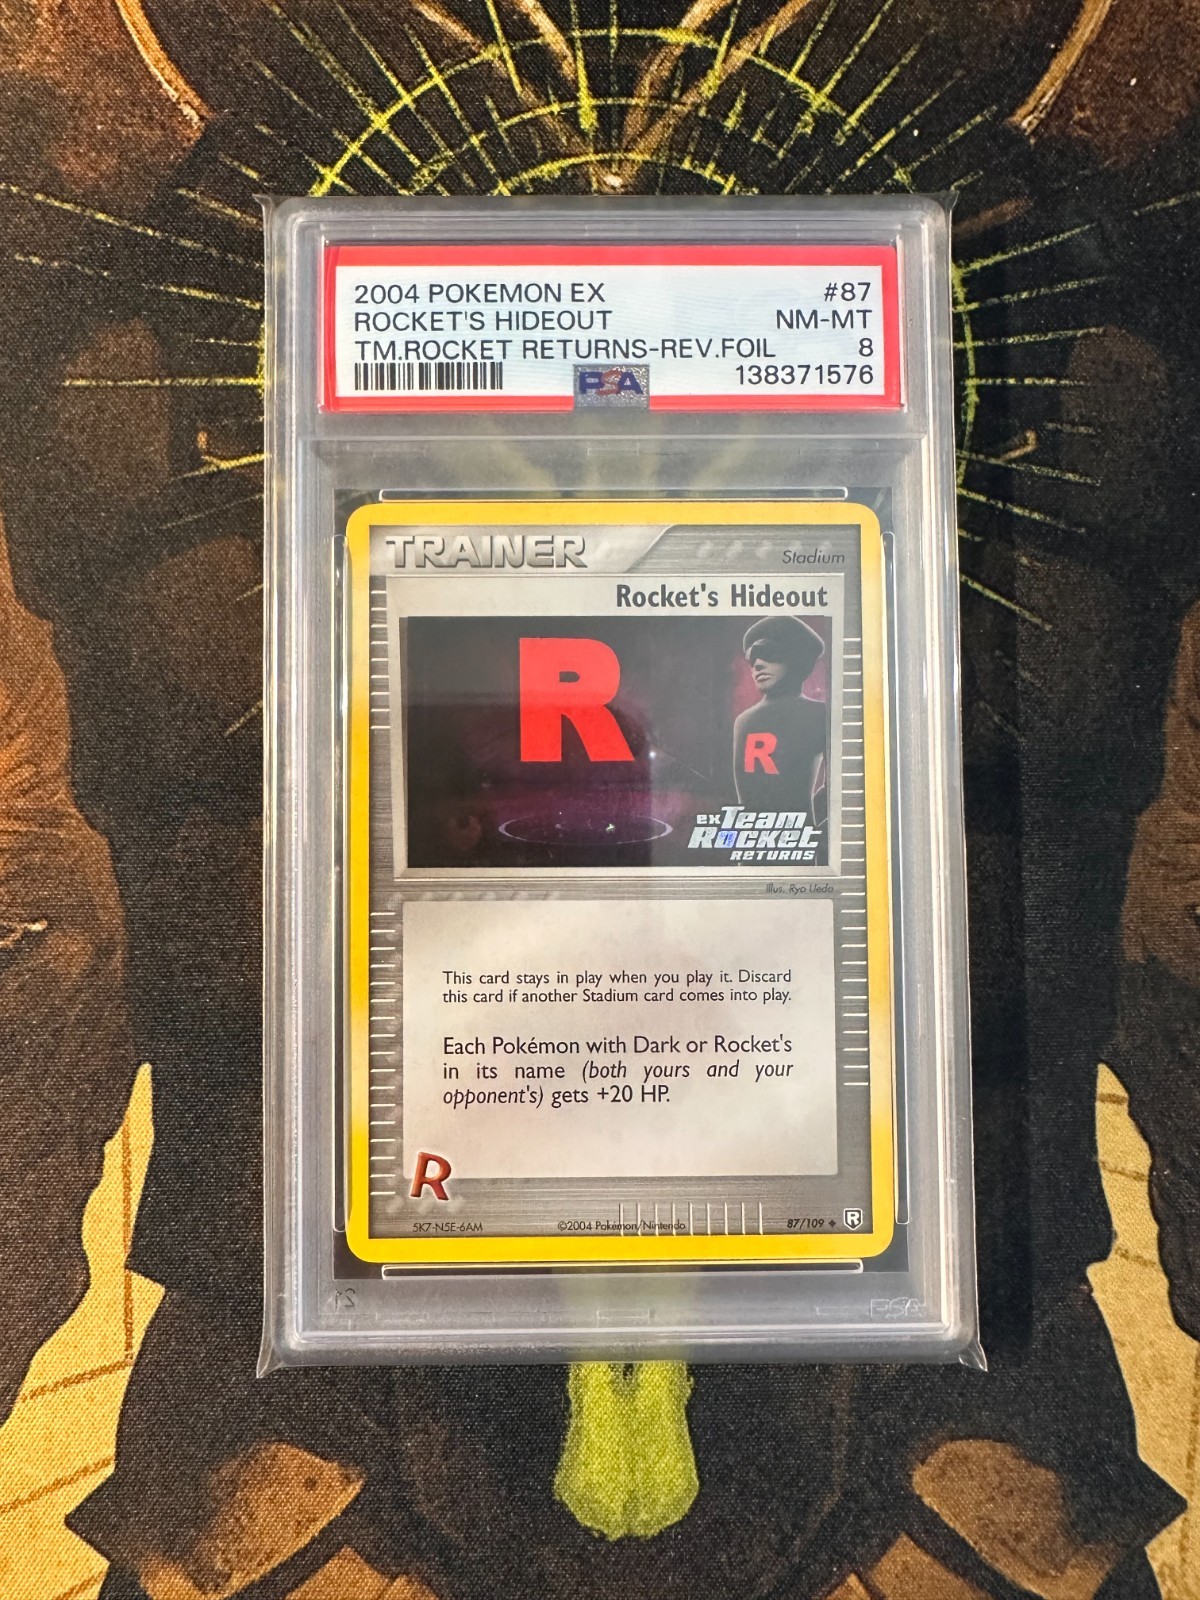 2004 POKEMON EX #87
ROCKET'S HIDEOUT NM-MT
TM.ROCKET RETURNS-REV.FOIL 8
PSA 138371576
TRAINER
Stadium
Rocket's Hideout
R
R
ex Team
Rocket
RETURNS
Illus. Ryo Ueda
This card stays in play when you play it. Discard
this card if another Stadium card comes into play.
Each Pokémon with Dark or Rocket's
in its name (both yours and your
opponent's) gets +20 HP.
R
5K7-N5E-6AM ©2004 Pokémon/Nintendo 87/109 ◆ R
PSA